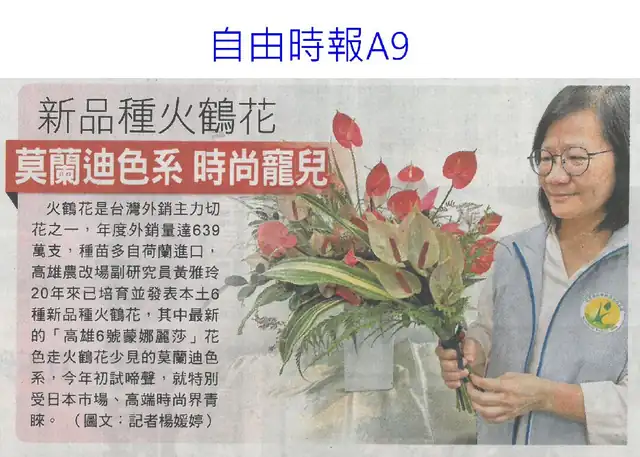 自由時報A9
新品種火鶴花
莫蘭迪色系 時尚寵兒
火鶴花是台灣外銷主力切
花之一，年度外銷量達639
萬支，種苗多自荷蘭進口，
高雄農改場副研究員黃雅玲
20年來已培育並發表本土6
種新品種火鶴花，其中最新
的「高雄6號蒙娜麗莎」花
色走火鶴花少見的莫蘭迪色
系，今年初試啼聲，就特別
受日本市場、高端時尚界青
睞。（圖文：記者楊媛婷）